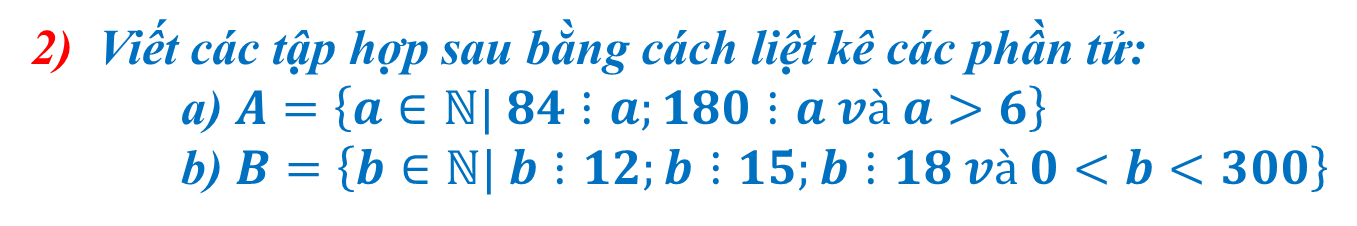 2) Viết các tập hợp sau bằng cách liệt kê các phần tử:
a) A = {a ∈ ℕ| 84 ⋮ a; 180 ⋮ a và a > 6}
b) B = {b ∈ ℕ| b ⋮ 12; b ⋮ 15; b ⋮ 18 và 0 < b < 300}